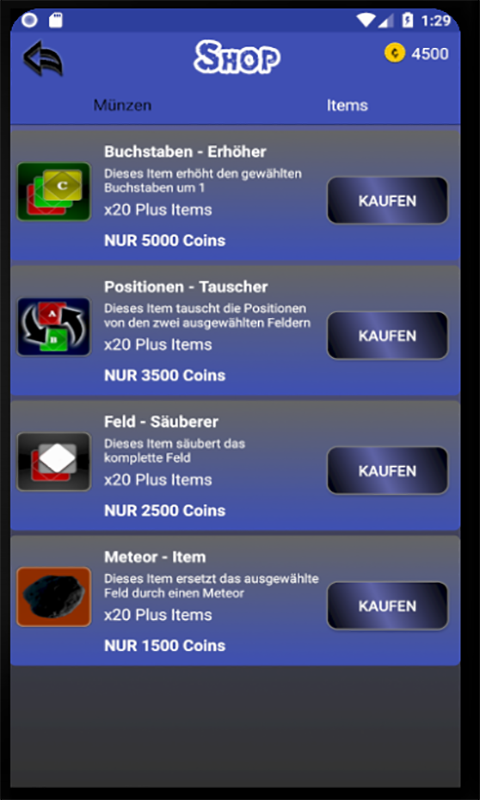 1:29
Shop
4500
Münzen
Items
Buchstaben - Erhöher
Dieses Item erhöht den gewählten
Buchstaben um 1
x20 Plus Items
NUR 5000 Coins
KAUFEN
C
Positionen - Tauscher
Dieses Item tauscht die Positionen
von den zwei ausgewählten Feldern
x20 Plus Items
NUR 3500 Coins
KAUFEN
A
B
Feld - Säuberer
Dieses Item säubert das
komplette Feld
x20 Plus Items
NUR 2500 Coins
KAUFEN
Meteor - Item
Dieses Item ersetzt das ausgewählte
Feld durch einen Meteor
x20 Plus Items
NUR 1500 Coins
KAUFEN